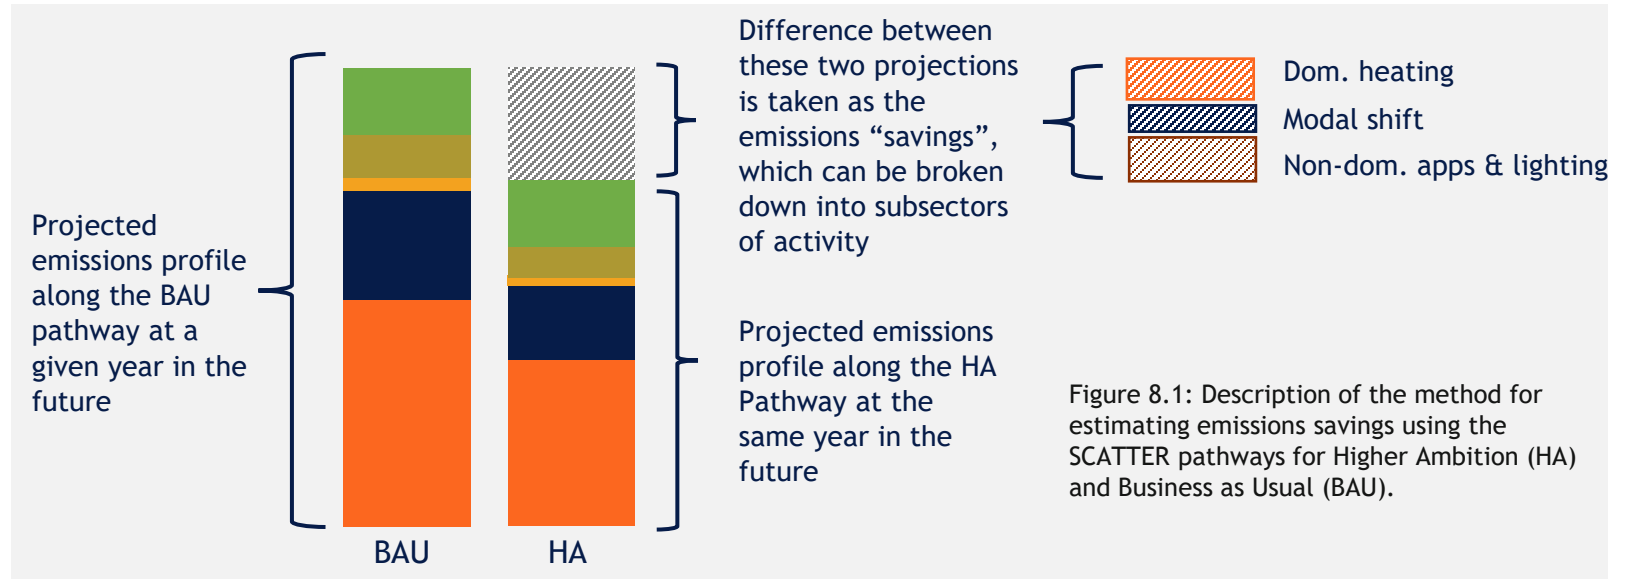 Projected
emissions profile
along the BAU
pathway at a
given year in the
future
BAU
HA
Difference between
these two projections
is taken as the
emissions “savings”,
which can be broken
down into subsectors
of activity
Projected emissions
profile along the HA
Pathway at the
same year in the
future
Dom. heating
Modal shift
Non-dom. apps & lighting
Figure 8.1: Description of the method for
estimating emissions savings using the
SCATTER pathways for Higher Ambition (HA)
and Business as Usual (BAU).